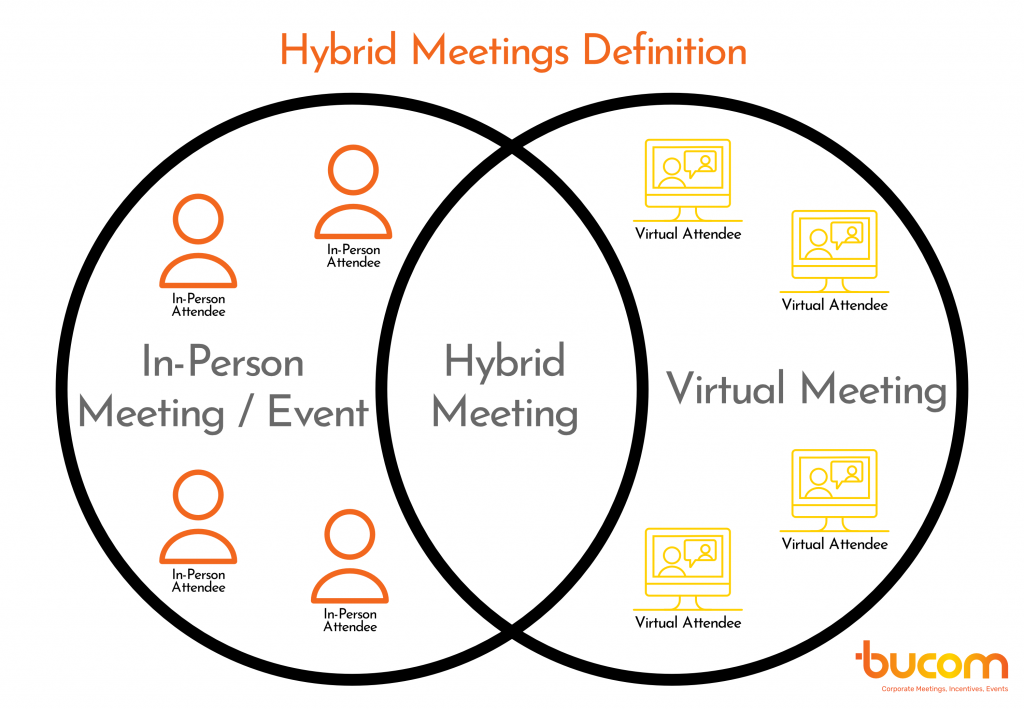 Hybrid Meetings Definition
In-Person
Attendee
In-Person
Attendee
In-Person
Meeting / Event
In-Person
Attendee
In-Person
Attendee
Hybrid
Meeting
Virtual Attendee
Virtual Attendee
Virtual Meeting
Virtual Attendee
Virtual Attendee
bucom
Corporate Meetings, Incentives, Events